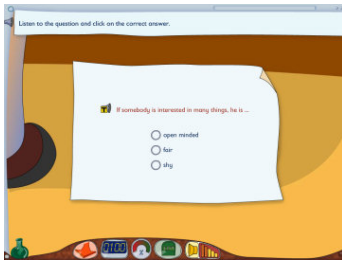 Listen to the question and click on the correct answer.
If somebody is interested in many things, he is ...
open minded
fair
shy